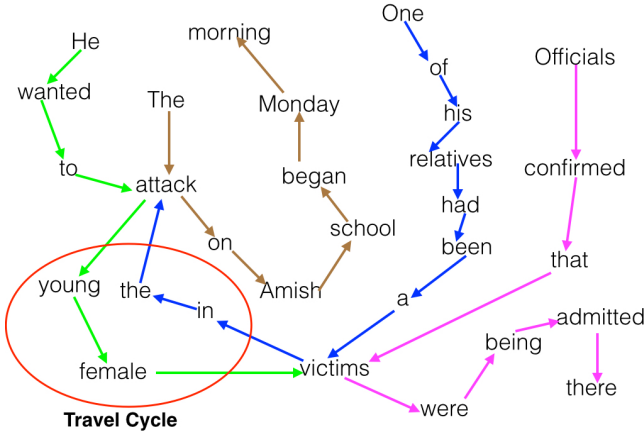 He
wanted
to
attack
young
female
victims
The
on
Amish
school
began
Monday
morning
One
of
his
relatives
had
been
a
in
the
Officials
confirmed
that
were
being
admitted
there
Travel Cycle